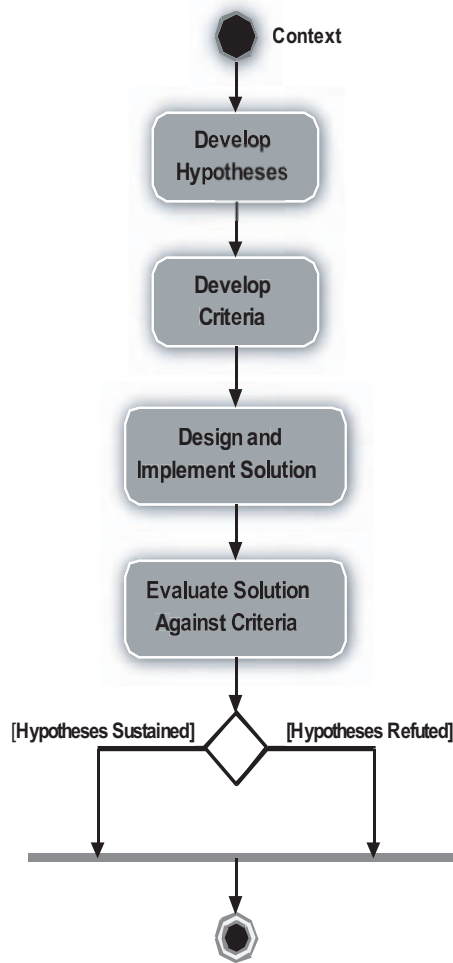 Context
Develop
Hypotheses
Develop
Criteria
Design and
Implement Solution
Evaluate Solution
Against Criteria
[Hypotheses Sustained]
[Hypotheses Refuted]